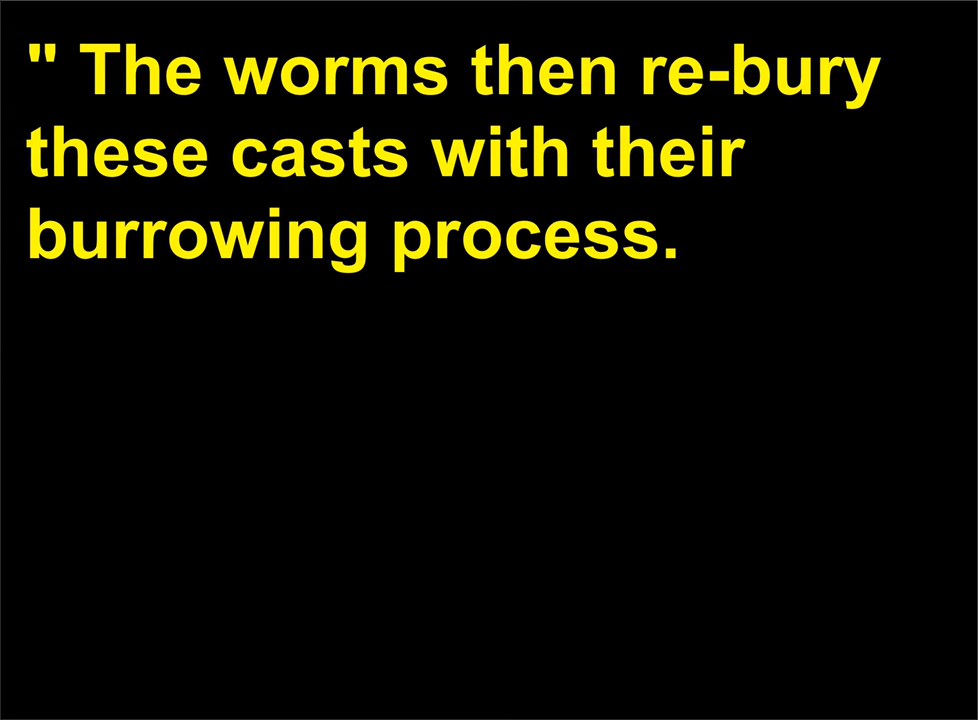 " The worms then re-bury
these casts with their
burrowing process.